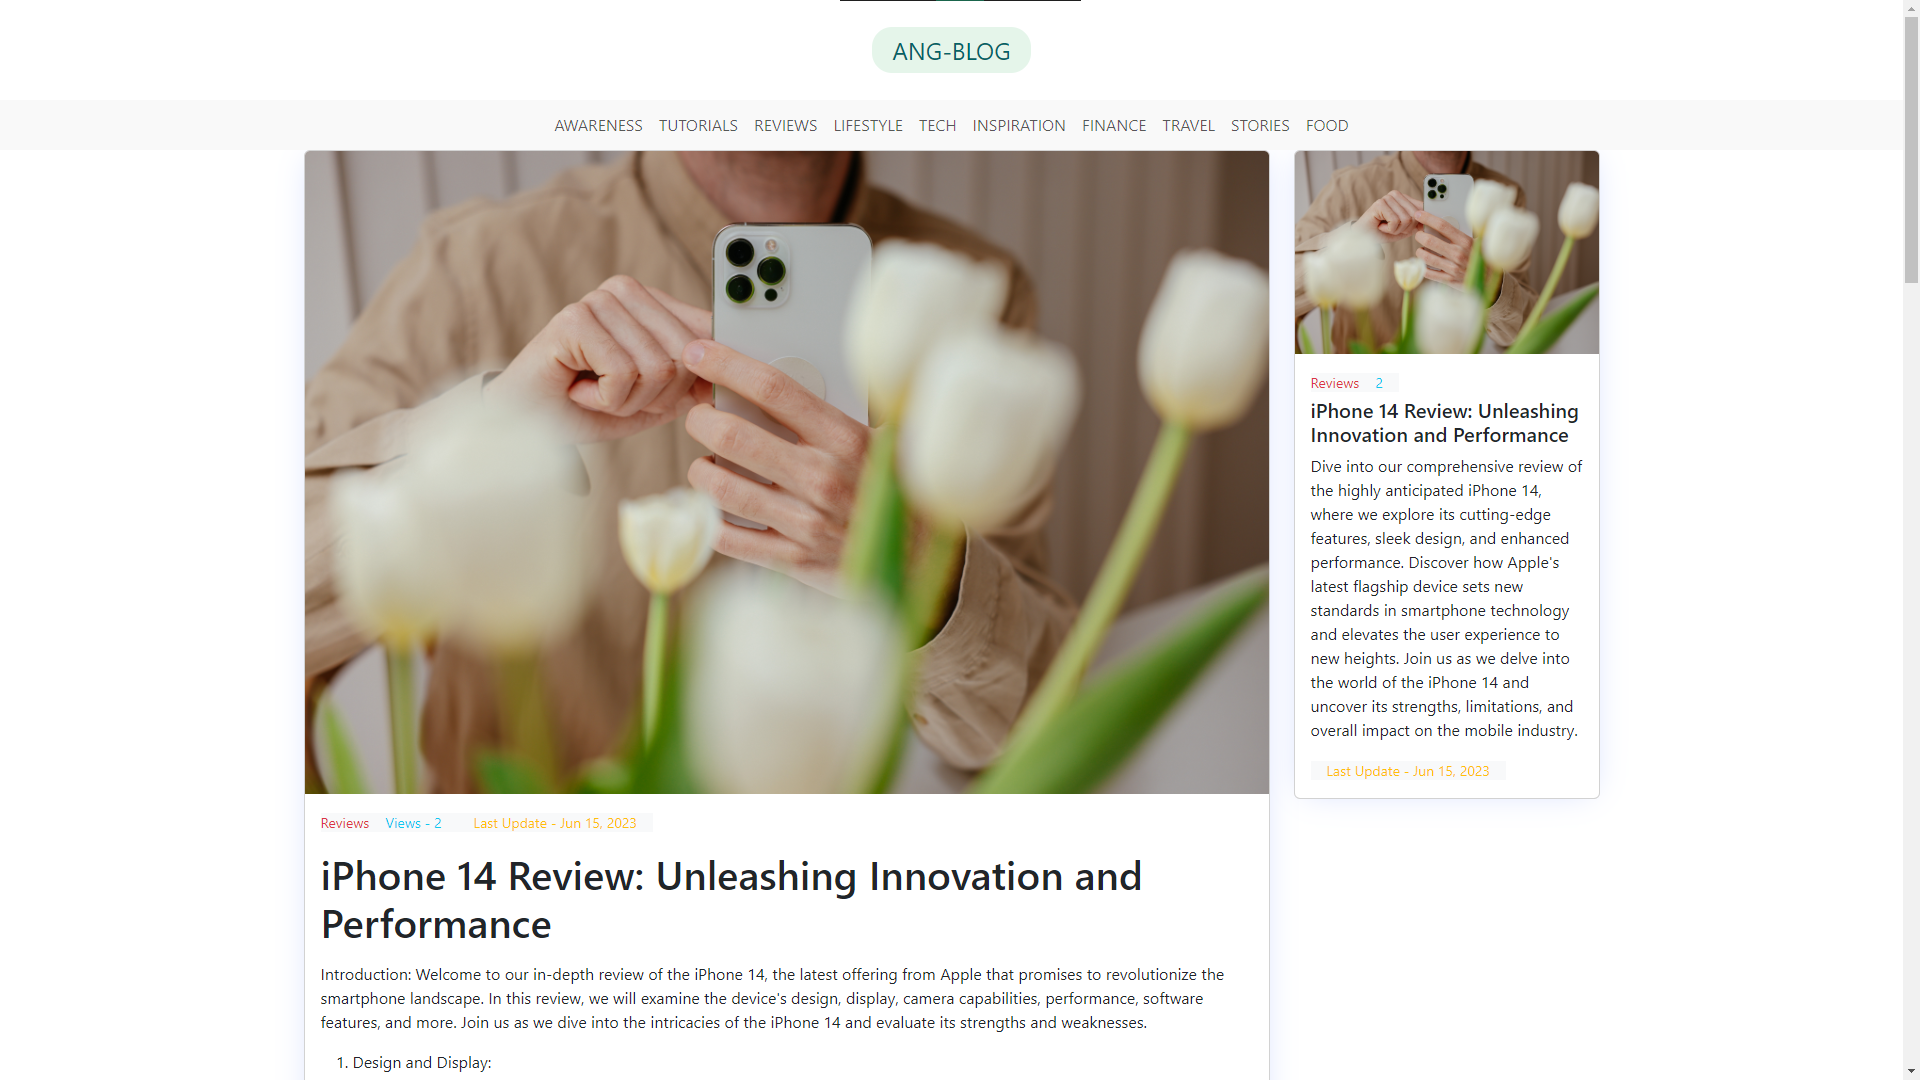 ANG-BLOG
AWARENESS TUTORIALS REVIEWS LIFESTYLE TECH INSPIRATION FINANCE TRAVEL STORIES FOOD
Reviews Views - 2 Last Update - Jun 15, 2023
iPhone 14 Review: Unleashing Innovation and
Performance
Introduction: Welcome to our in-depth review of the iPhone 14, the latest offering from Apple that promises to revolutionize the
smartphone landscape. In this review, we will examine the device's design, display, camera capabilities, performance, software
features, and more. Join us as we dive into the intricacies of the iPhone 14 and evaluate its strengths and weaknesses.
1. Design and Display:
Reviews 2
iPhone 14 Review: Unleashing
Innovation and Performance
Dive into our comprehensive review of
the highly anticipated iPhone 14,
where we explore its cutting-edge
features, sleek design, and enhanced
performance. Discover how Apple's
latest flagship device sets new
standards in smartphone technology
and elevates the user experience to
new heights. Join us as we delve into
the world of the iPhone 14 and
uncover its strengths, limitations, and
overall impact on the mobile industry.
Last Update - Jun 15, 2023